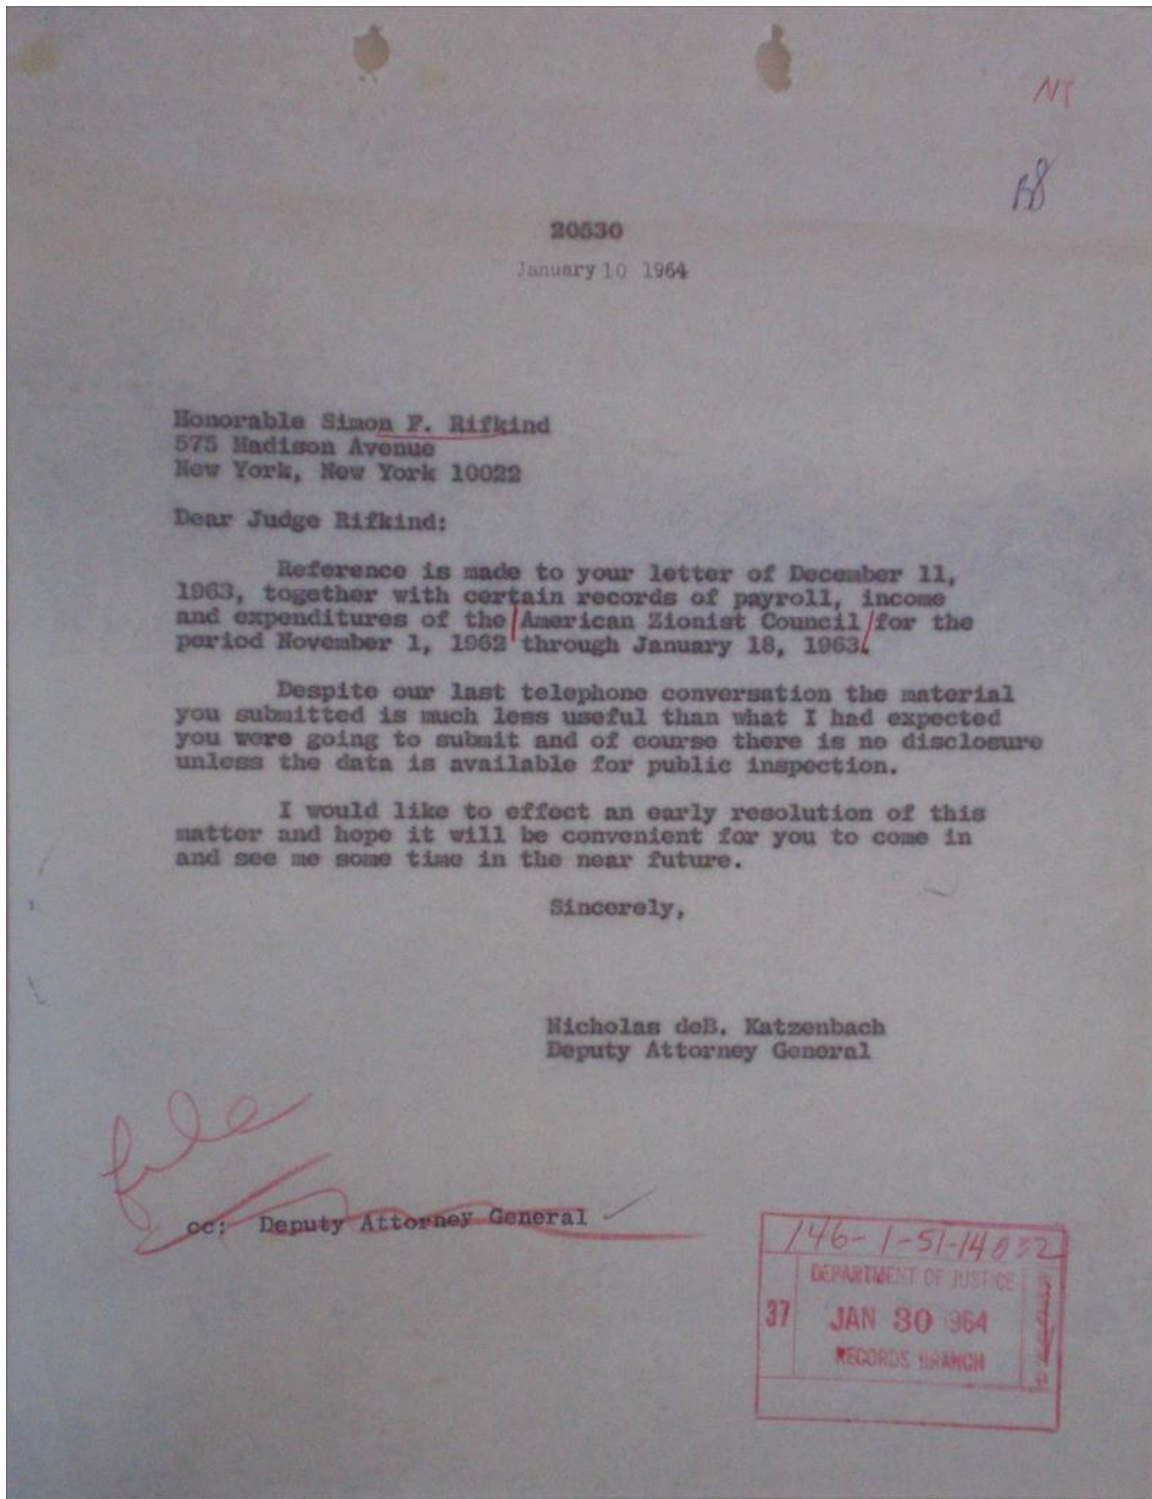 NY
20530
January 10 1964
Honorable Simon F. Rifkind
575 Madison Avenue
New York, New York 10022
Dear Judge Rifkind:
Reference is made to your letter of December 11,
1963, together with certain records of payroll, income
and expenditures of the American Zionist Council for the
period November 1, 1962 through January 18, 1963.
Despite our last telephone conversation the material
you submitted is much less useful than what I had expected
you were going to submit and of course there is no disclosure
unless the data is available for public inspection.
I would like to effect an early resolution of this
matter and hope it will be convenient for you to come in
and see me some time in the near future.
Sincerely,
Nicholas deB. Katzenbach
Deputy Attorney General
file
cc: Deputy Attorney General
146-1-51-14032
DEPARTMENT OF JUSTICE
37 JAN 30 1964
RECORDS BRANCH